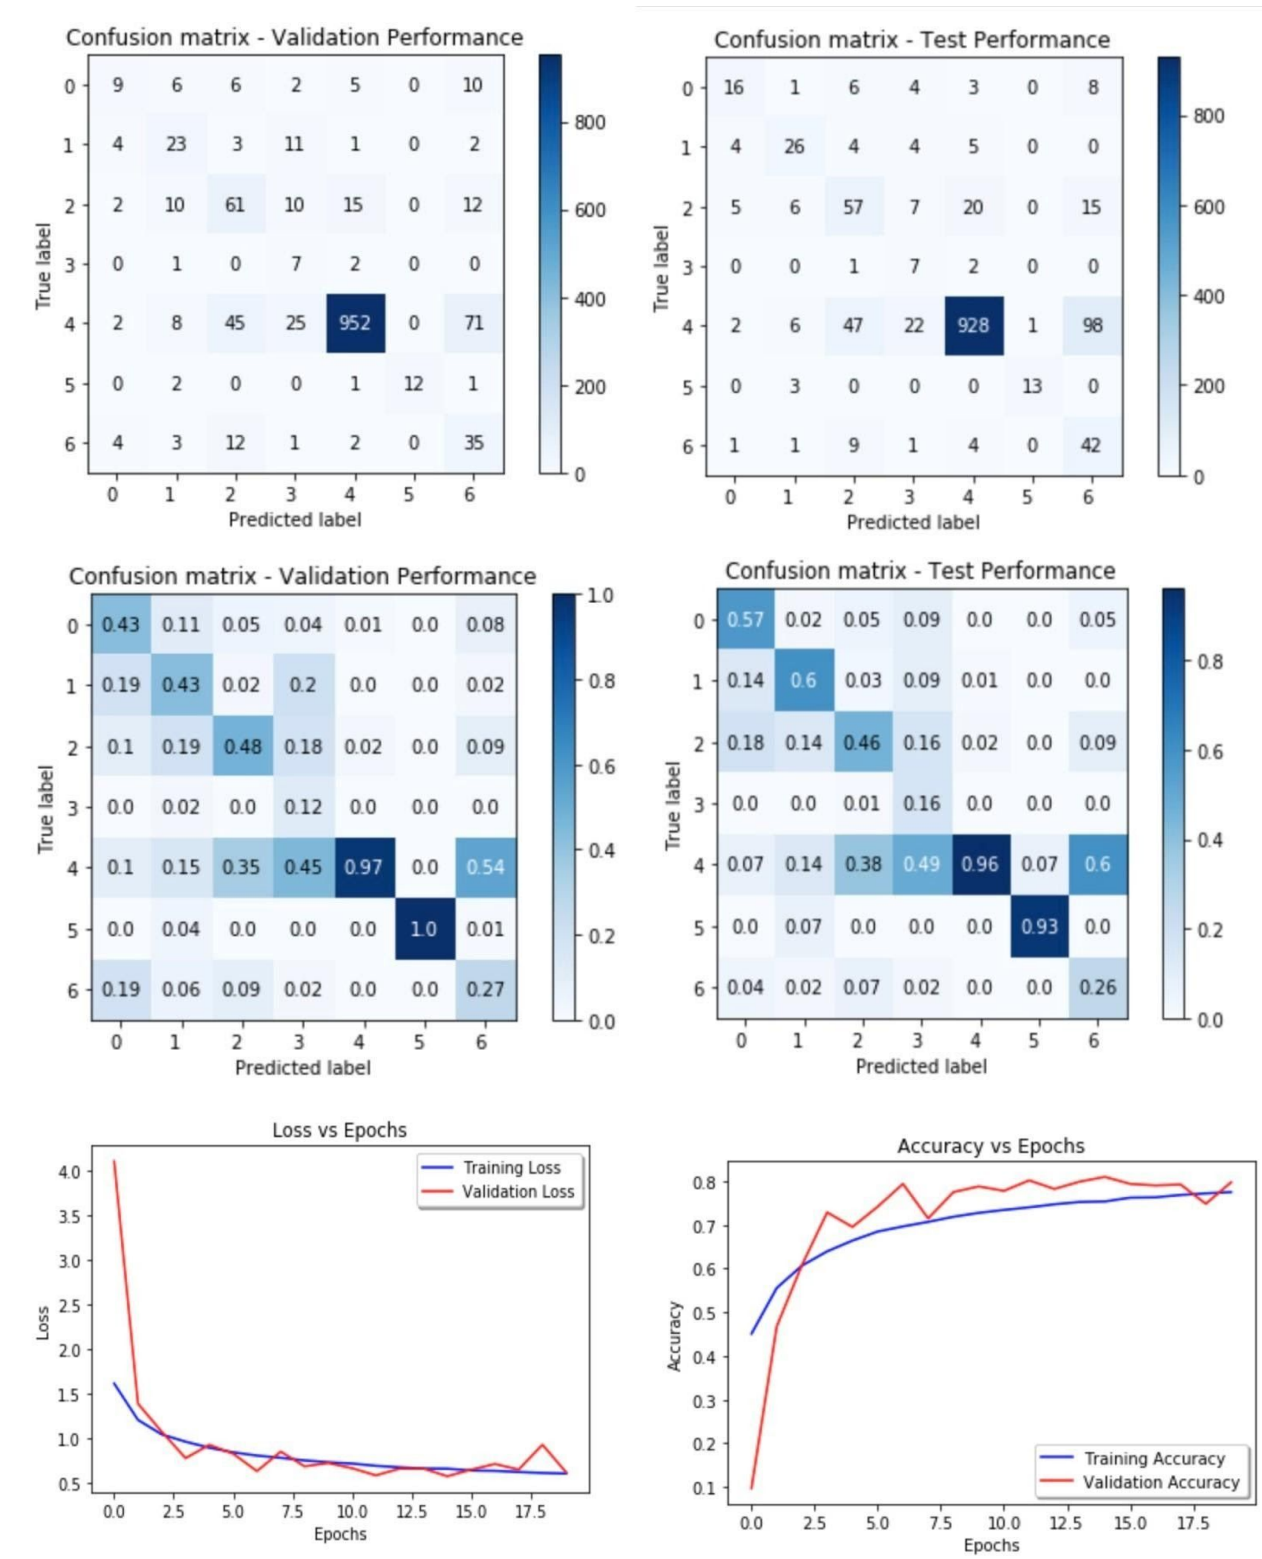 Confusion matrix - Validation Performance
0 9 6 6 2 5 0 10
1 4 23 3 11 1 0 2
2 2 10 61 10 15 0 12
3 0 1 0 7 2 0 0
4 2 8 45 25 952 0 71
5 0 2 0 0 1 12 1
6 4 3 12 1 2 0 35
0 1 2 3 4 5 6
Predicted label
True label
800
600
400
200
0
Confusion matrix - Test Performance
0 16 1 6 4 3 0 8
1 4 26 4 4 5 0 0
2 5 6 57 7 20 0 15
3 0 0 1 7 2 0 0
4 2 6 47 22 928 1 98
5 0 3 0 0 0 13 0
6 1 1 9 1 4 0 42
0 1 2 3 4 5 6
Predicted label
True label
800
600
400
200
0
Confusion matrix - Validation Performance
0 0.43 0.11 0.05 0.04 0.01 0.0 0.08
1 0.19 0.43 0.02 0.2 0.0 0.0 0.02
2 0.1 0.19 0.48 0.18 0.02 0.0 0.09
3 0.0 0.02 0.0 0.12 0.0 0.0 0.0
4 0.1 0.15 0.35 0.45 0.97 0.0 0.54
5 0.0 0.04 0.0 0.0 0.0 1.0 0.01
6 0.19 0.06 0.09 0.02 0.0 0.0 0.27
0 1 2 3 4 5 6
Predicted label
True label
1.0
0.8
0.6
0.4
0.2
0.0
Confusion matrix - Test Performance
0 0.57 0.02 0.05 0.09 0.0 0.0 0.05
1 0.14 0.6 0.03 0.09 0.01 0.0 0.0
2 0.18 0.14 0.46 0.16 0.02 0.0 0.09
3 0.0 0.0 0.01 0.16 0.0 0.0 0.0
4 0.07 0.14 0.38 0.49 0.96 0.07 0.6
5 0.0 0.07 0.0 0.0 0.0 0.93 0.0
6 0.04 0.02 0.07 0.02 0.0 0.0 0.26
0 1 2 3 4 5 6
Predicted label
True label
0.8
0.6
0.4
0.2
0.0
Loss vs Epochs
Training Loss
Validation Loss
4.0
3.5
3.0
2.5
2.0
1.5
1.0
0.5
Loss
0.0 2.5 5.0 7.5 10.0 12.5 15.0 17.5
Epochs
Accuracy vs Epochs
0.8
0.7
0.6
0.5
0.4
0.3
0.2
0.1
Accuracy
Training Accuracy
Validation Accuracy
0.0 2.5 5.0 7.5 10.0 12.5 15.0 17.5
Epochs